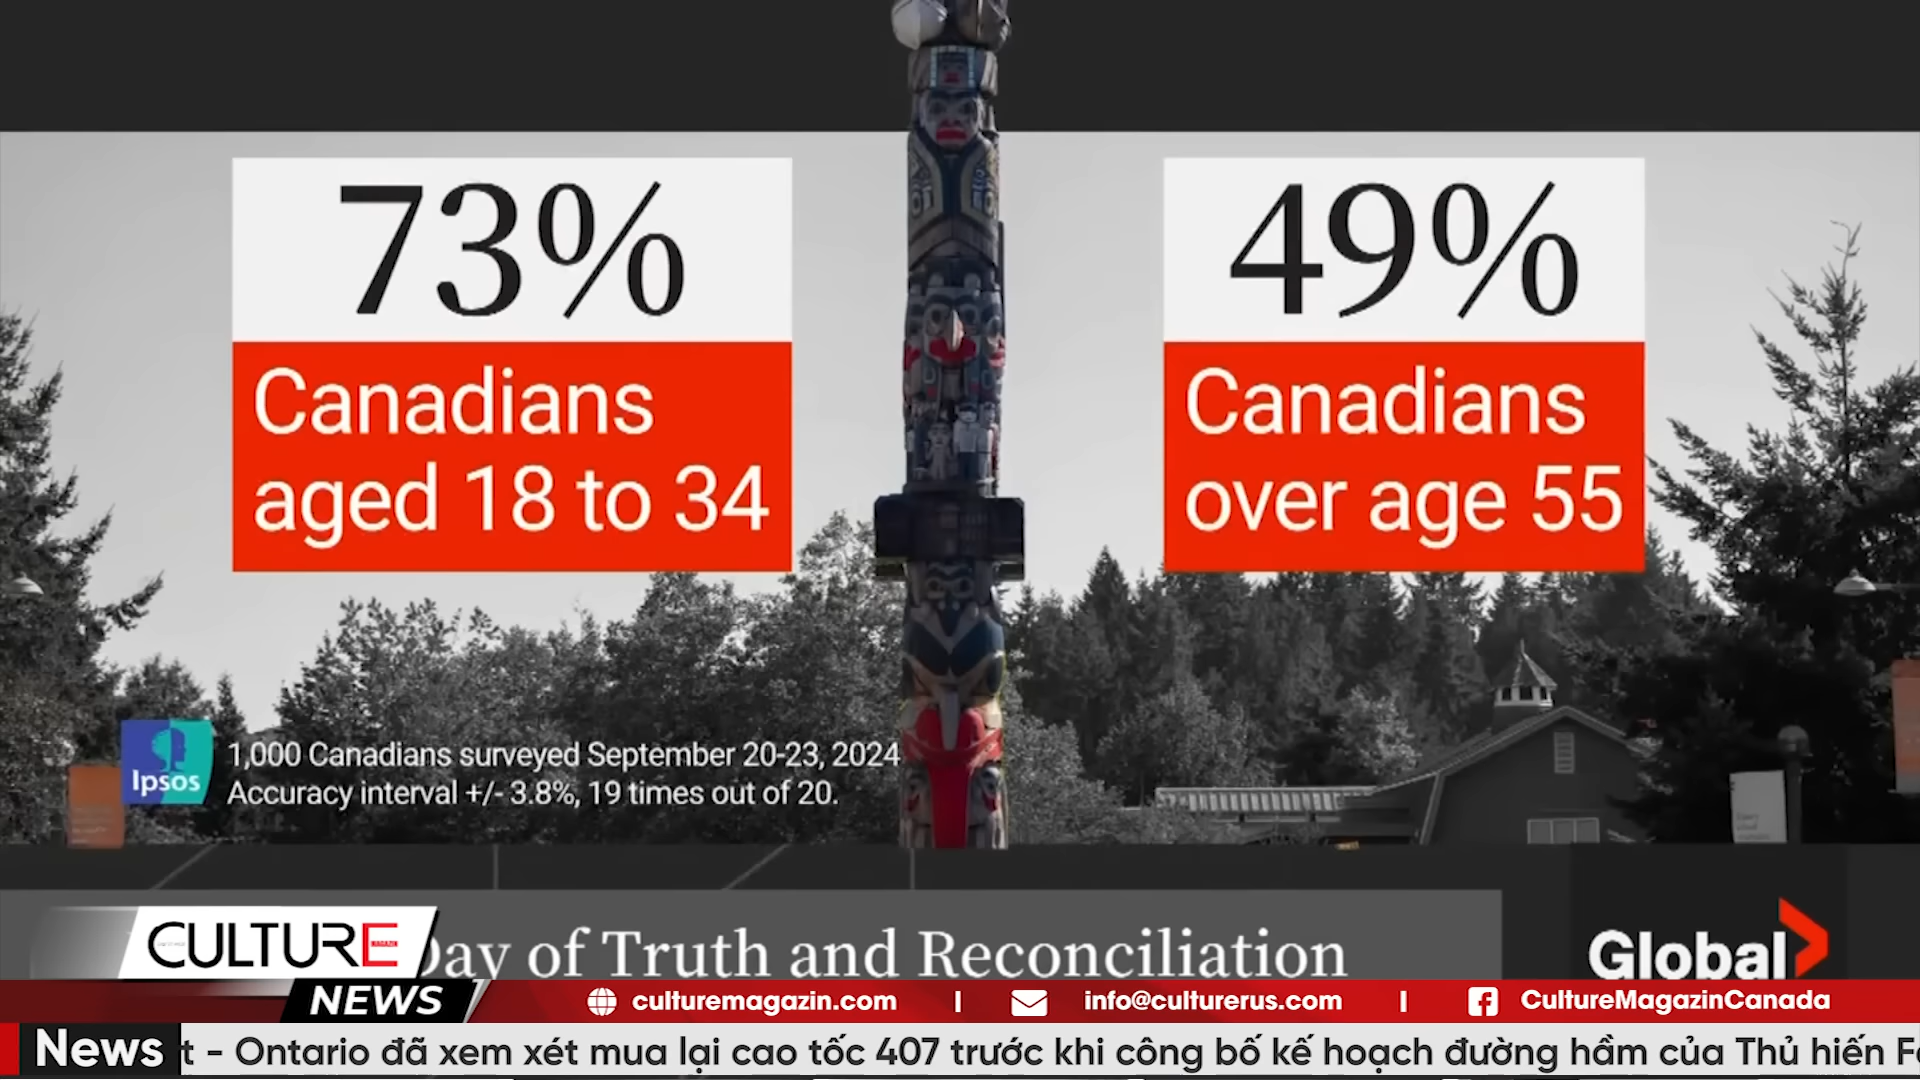 73%
Canadians
aged 18 to 34
49%
Canadians
over age 55
Ipsos
1,000 Canadians surveyed September 20-23, 2024
Accuracy interval +/- 3.8%, 19 times out of 20.
Day of Truth and Reconciliation
Global
CULTURE
NEWS
culturemagazin.com | info@culturerus.com | CultureMagazinCanada
News
t - Ontario đã xem xét mua lại cao tốc 407 trước khi công bố kế hoạch đường hầm của Thủ hiến